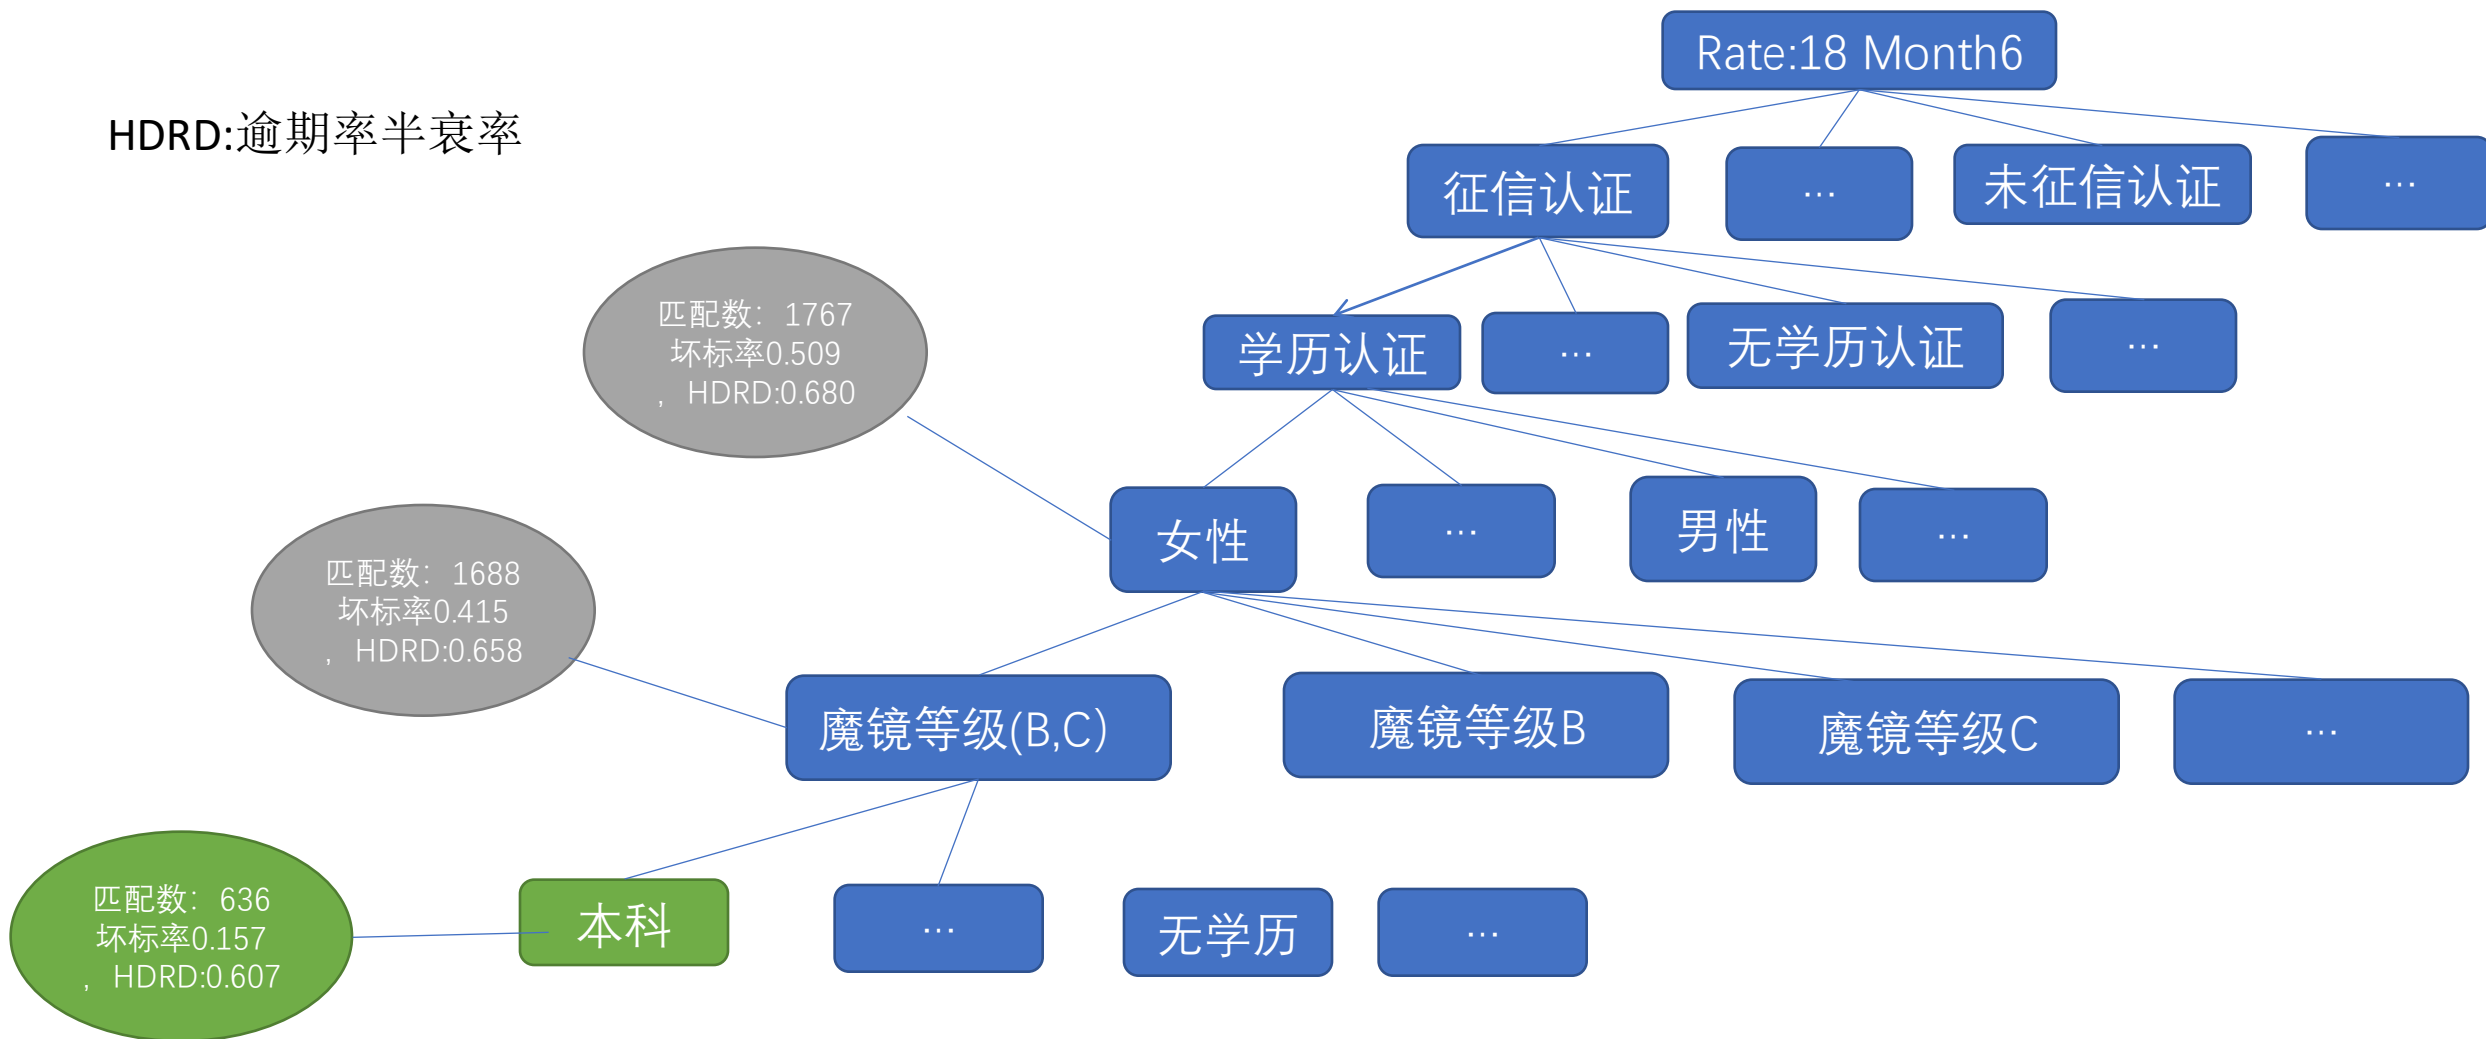 Rate:18 Month6
HDRD:逾期率半衰率
征信认证
…
未征信认证
…
匹配数：1767
坏标率0.509
，HDRD:0.680
学历认证
…
无学历认证
…
女性
…
男性
…
匹配数：1688
坏标率0.415
，HDRD:0.658
魔镜等级(B,C)
魔镜等级B
魔镜等级C
…
匹配数：636
坏标率0.157
，HDRD:0.607
本科
…
无学历
…